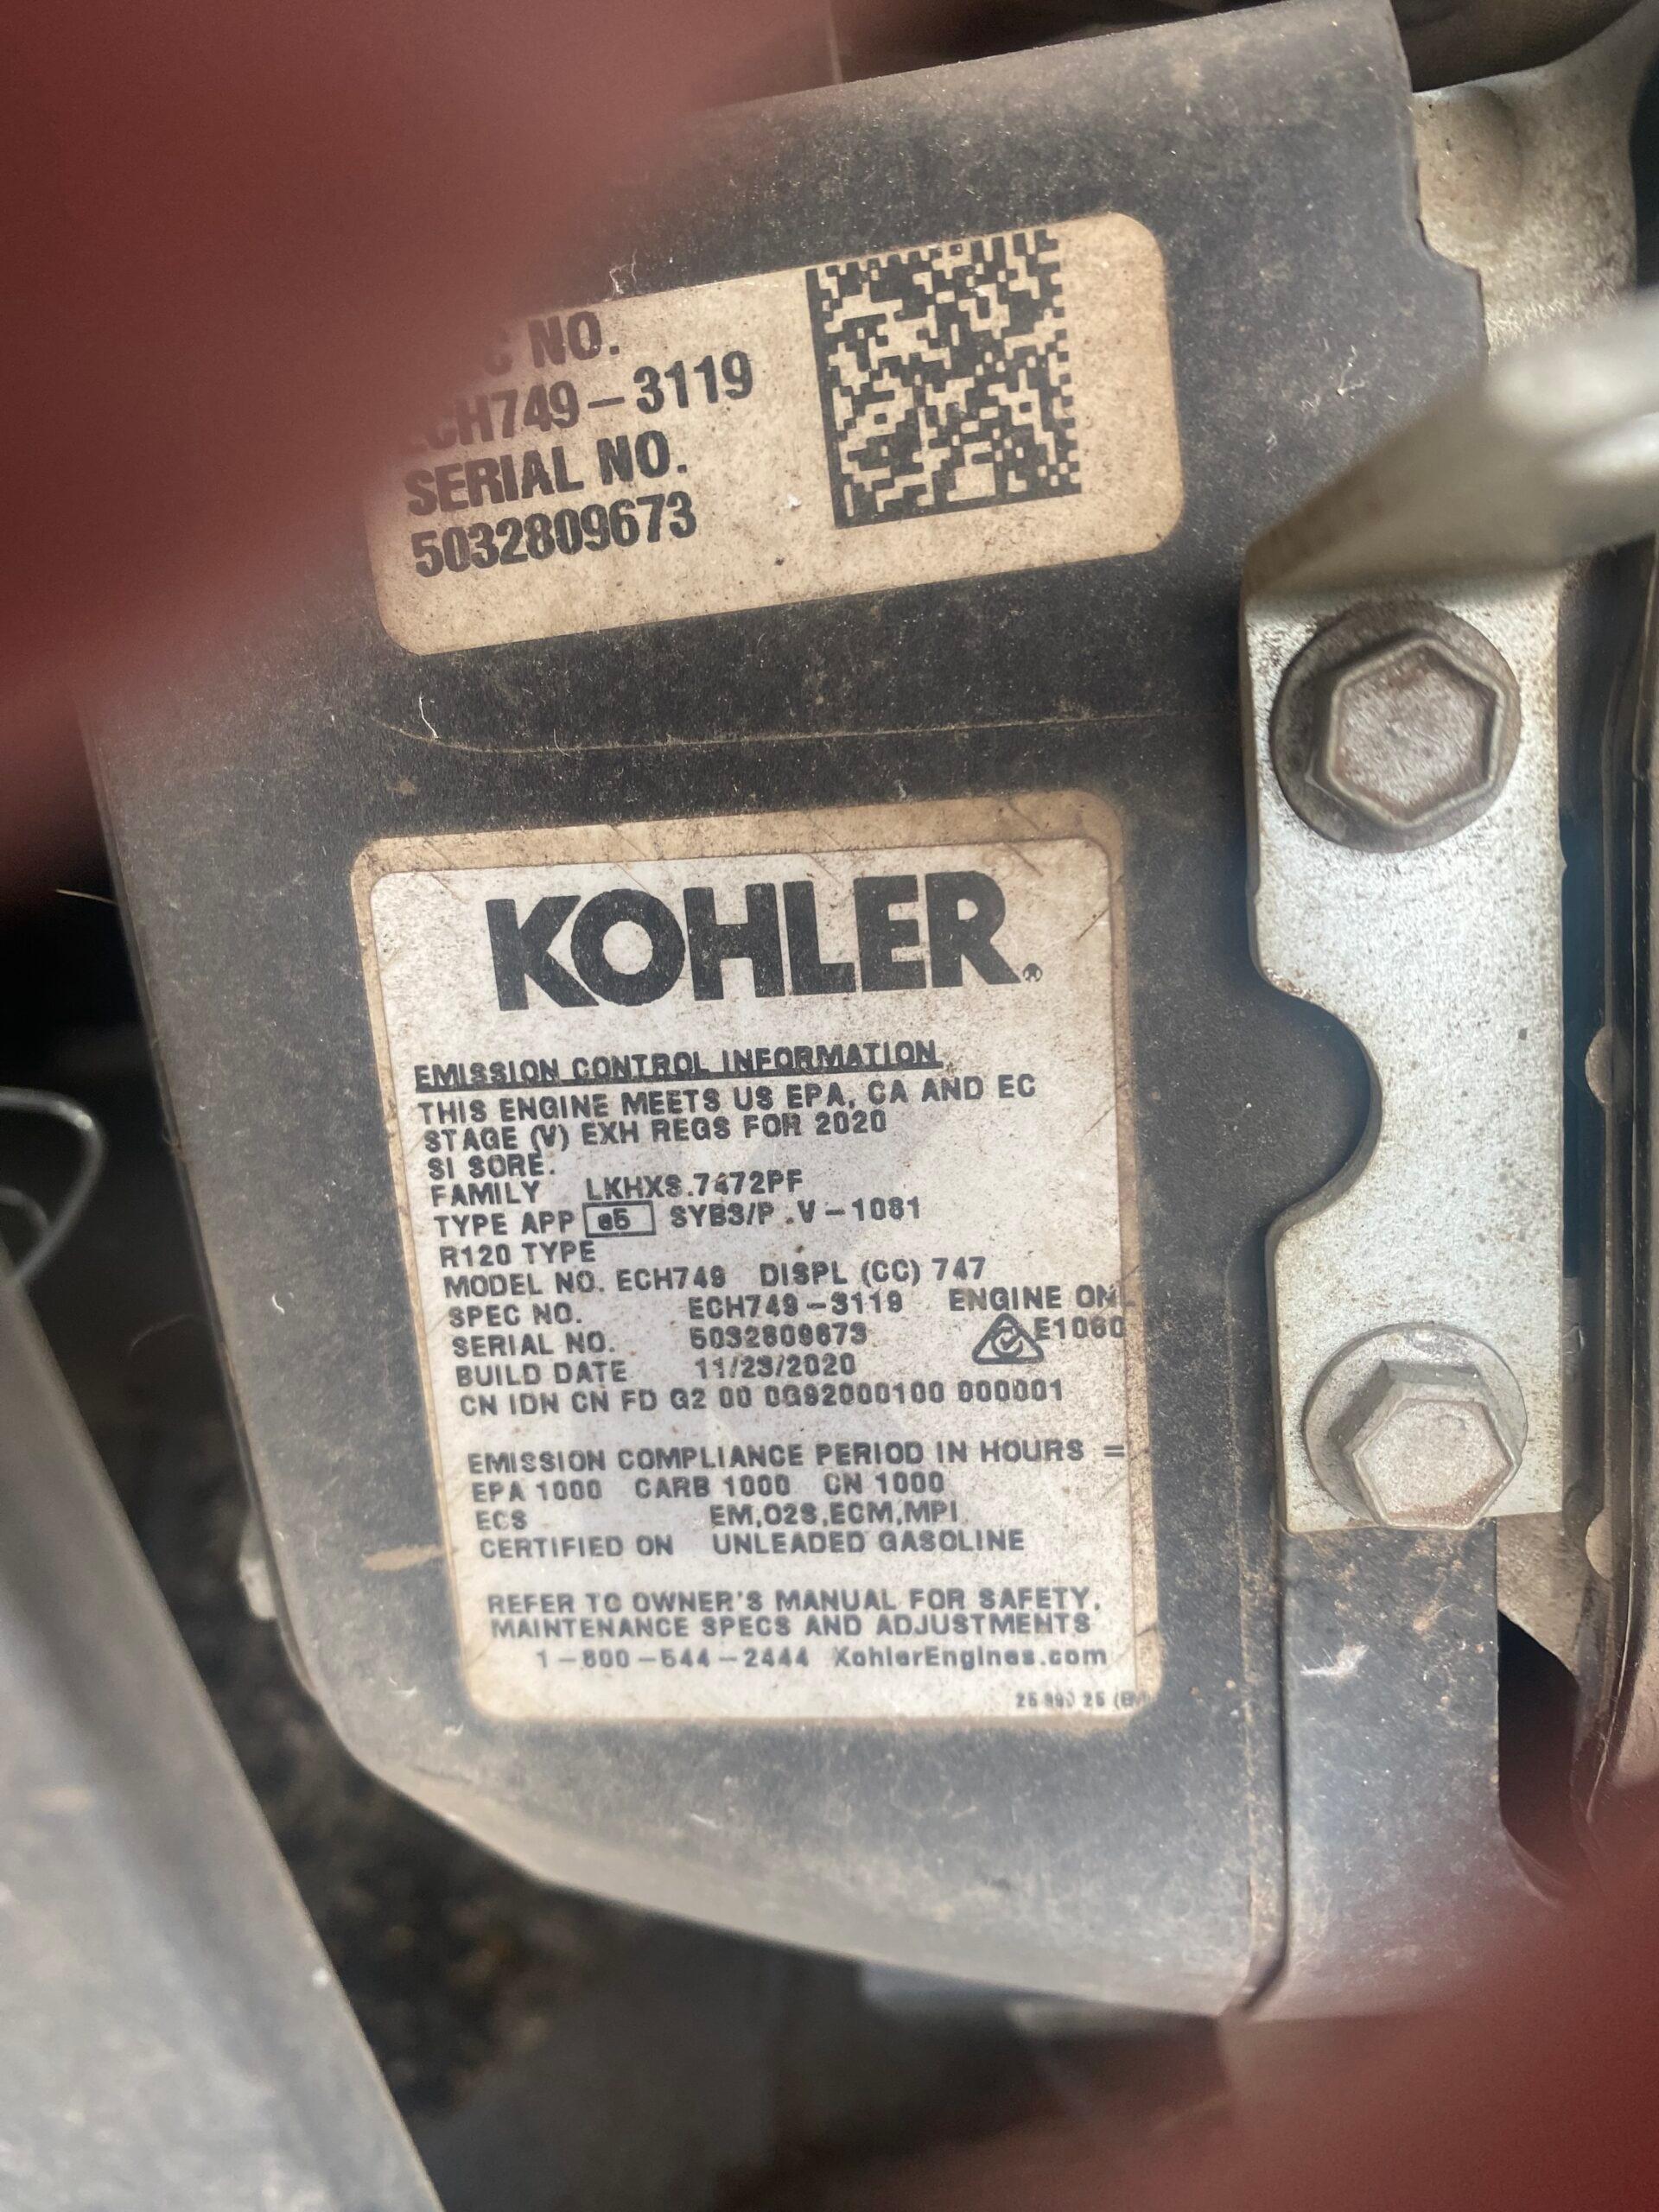 NO.
ECH749-3119
SERIAL NO.
5032809673
KOHLER
EMISSION CONTROL INFORMATION
THIS ENGINE MEETS US EPA, CA AND EC
STAGE (V) EXH REGS FOR 2020
SI SORE.
FAMILY LKHXS.7472PF
TYPE APP e5 SYB3/P .V-1081
R120 TYPE
MODEL NO. ECH749 DISPL (CC) 747
SPEC NO. ECH749-3119 ENGINE
SERIAL NO. 5032809673 E1060
BUILD DATE 11/23/2020
CN IDN CN FD G2 00 0G92000100 000001
EMISSION COMPLIANCE PERIOD IN HOURS =
EPA 1000 CARB 1000 CN 1000
ECS EM,O2S,ECM,MPI
CERTIFIED ON UNLEADED GASOLINE
REFER TO OWNER'S MANUAL FOR SAFETY,
MAINTENANCE SPECS AND ADJUSTMENTS
1-800-544-2444 KohlerEngines.com